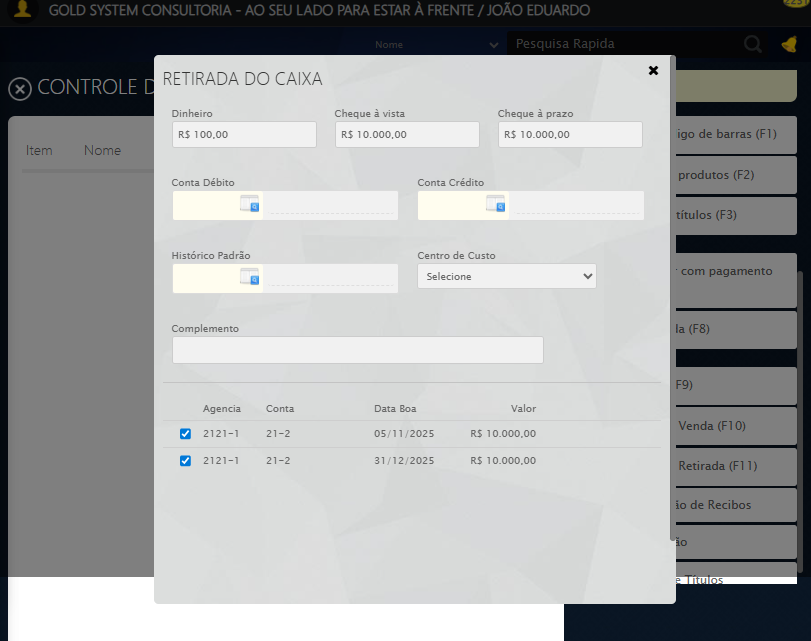 GOLD SYSTEM CONSULTORIA - AO SEU LADO PARA ESTAR À FRENTE / JOÃO EDUARDO
Nome
Pesquisa Rapida
CONTROLE D
Item Nome
RETIRADA DO CAIXA
Dinheiro Cheque à vista Cheque à prazo
R$ 100,00 R$ 10.000,00 R$ 10.000,00
Conta Débito Conta Crédito
Histórico Padrão Centro de Custo
Selecione
Complemento
Agencia Conta Data Boa Valor
2121-1 21-2 05/11/2025 R$ 10.000,00
2121-1 21-2 31/12/2025 R$ 10.000,00
igo de barras (F1)
produtos (F2)
títulos (F3)
com pagamento
la (F8)
F9)
Venda (F10)
Retirada (F11)
ão de Recibos
ão
e Títulos